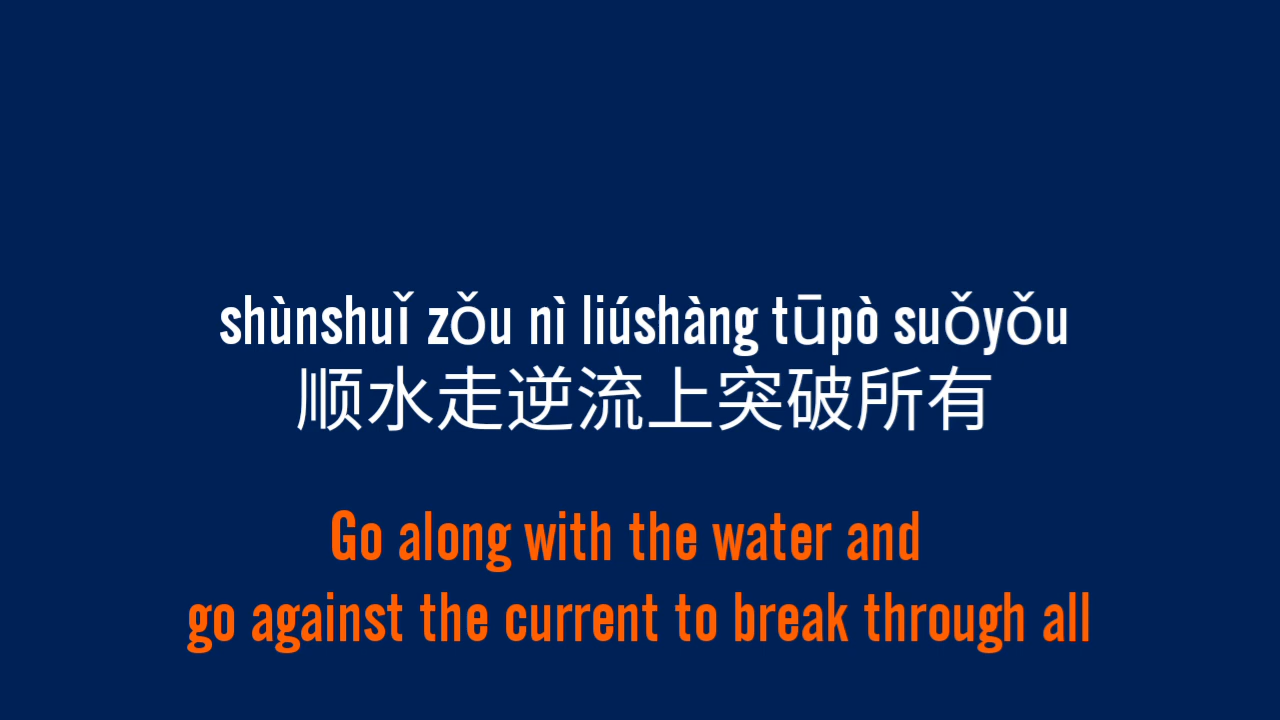 shùnshuǐ zǒu nì liúshàng tūpò suǒyǒu
顺水走逆流上突破所有
Go along with the water and
go against the current to break through all